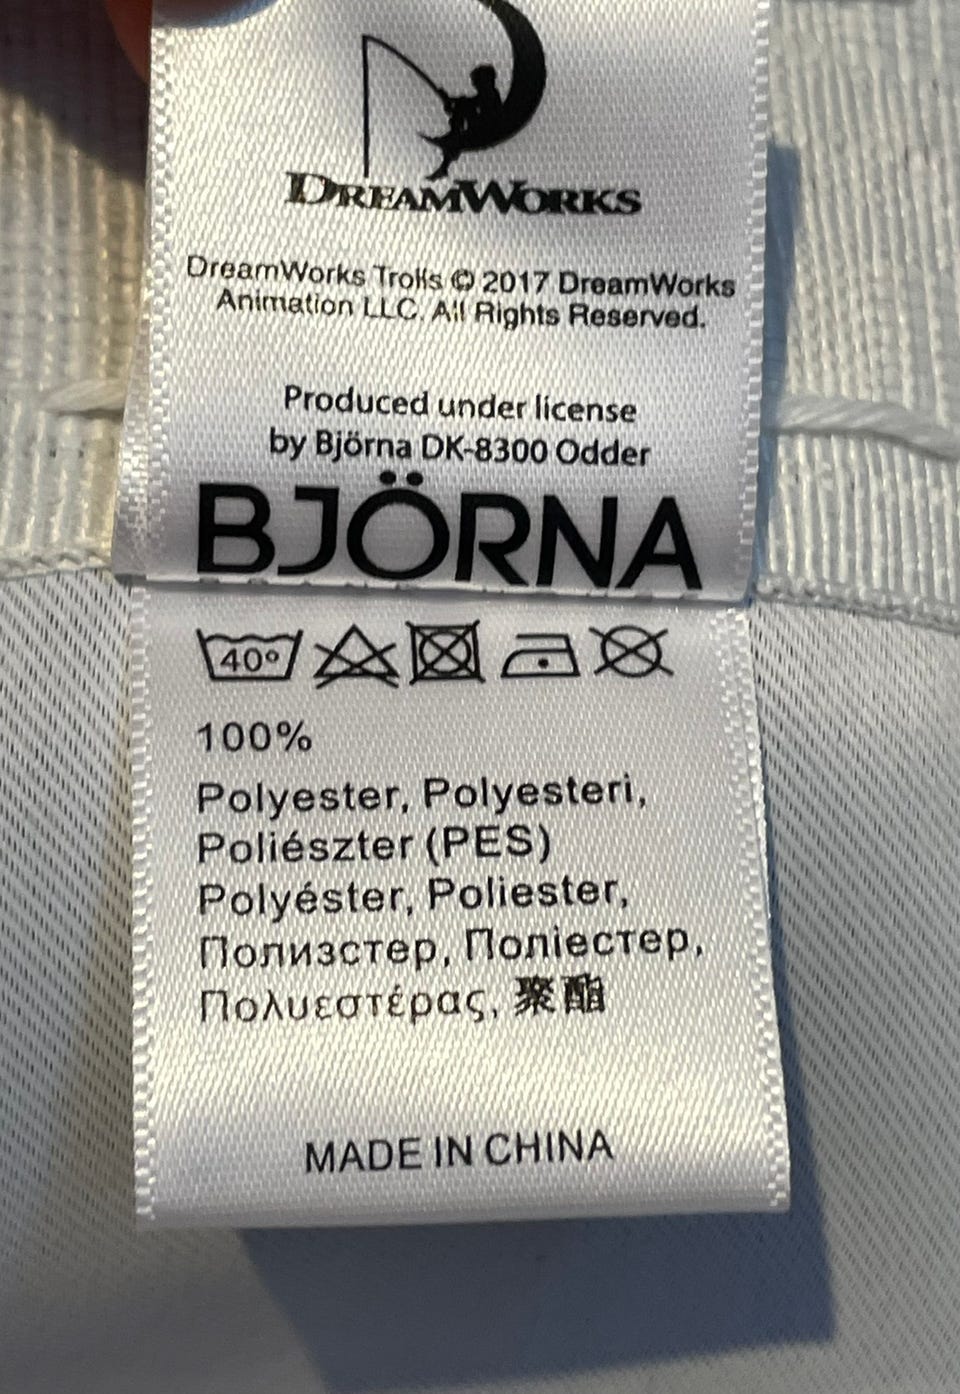 DREAMWORKS
DreamWorks Trolls © 2017 DreamWorks
Animation LLC. All Rights Reserved.
Produced under license
by Björna DK-8300 Odder
BJÖRNA
40°
100%
Polyester, Polyesteri,
Poliészter (PES)
Polyéster, Poliester,
Полизстер, Поліестер,
Πολυεστέρας, 聚酯
MADE IN CHINA